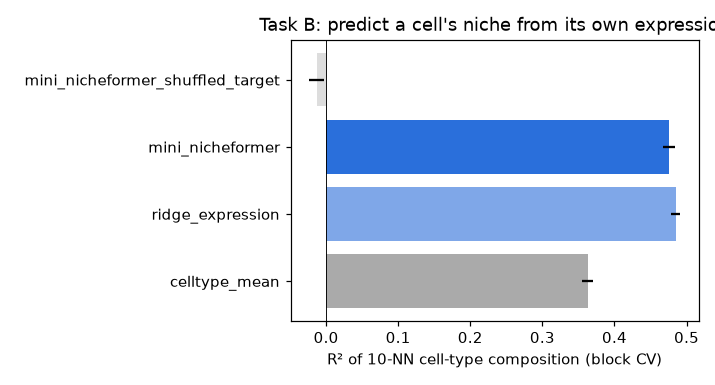 Task B: predict a cell's niche from its own expressio
mini_nicheformer_shuffled_target
mini_nicheformer
ridge_expression
celltype_mean
0.0 0.1 0.2 0.3 0.4 0.5
R² of 10-NN cell-type composition (block CV)